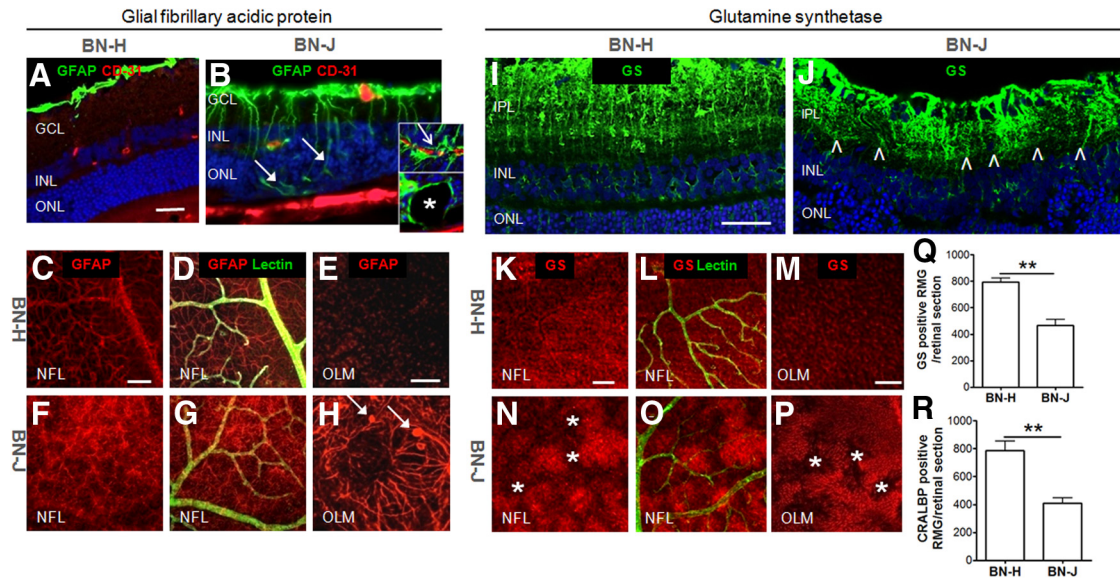 Glial fibrillary acidic protein
Glutamine synthetase
BN-H
BN-J
BN-H
BN-J
A
GFAP CD-31
GCL
INL
ONL
B
GFAP CD-31
GCL
INL
ONL
*
I
GS
IPL
INL
ONL
J
GS
IPL
INL
ONL
^ ^ ^ ^ ^ ^
BN-H
C
GFAP
NFL
D
GFAP Lectin
NFL
E
GFAP
OLM
BN-J
F
NFL
G
NFL
H
OLM
BN-H
K
GS
NFL
L
GS Lectin
NFL
M
GS
OLM
BN-J
N
*
*
*
NFL
O
NFL
P
* * *
OLM
Q
GS positive RMG
/retinal section
1000
800
600
400
200
0
**
BN-H
BN-J
R
CRALBP positive
RMG/retinal section
1000
800
600
400
200
0
**
BN-H
BN-J